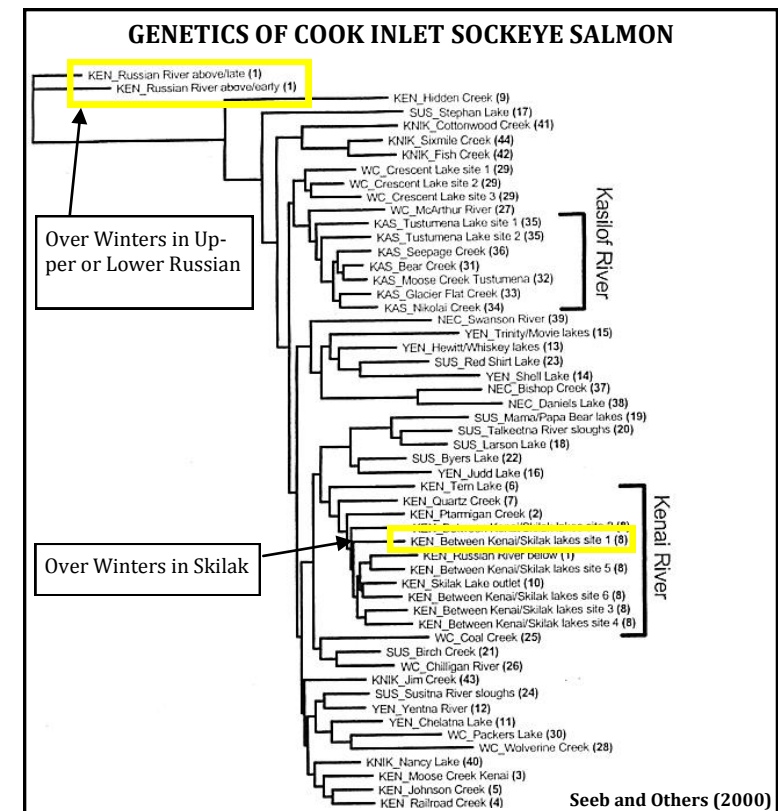 GENETICS OF COOK INLET SOCKEYE SALMON
KEN_Russian River above/late (1)
KEN_Russian River above/early (1)
KEN_Hidden Creek (9)
SUS_Stephan Lake (17)
KNIK_Cottonwood Creek (41)
KNIK_Sixmile Creek (44)
KNIK_Fish Creek (42)
WC_Crescent Lake site 1 (29)
WC_Crescent Lake site 2 (29)
WC_Crescent Lake site 3 (29)
WC_McArthur River (27)
KAS_Tustumena Lake site 1 (35)
KAS_Tustumena Lake site 2 (35)
KAS_Seepage Creek (36)
KAS_Bear Creek (31)
KAS_Moose Creek Tustumena (32)
KAS_Glacier Flat Creek (33)
KAS_Nikolai Creek (34)
Kasilof River
Over Winters in Up-
per or Lower Russian
NEC_Swanson River (39)
YEN_Trinity/Movie lakes (15)
YEN_Hewitt/Whiskey lakes (13)
SUS_Red Shirt Lake (23)
YEN_Shell Lake (14)
NEC_Bishop Creek (37)
NEC_Daniels Lake (38)
SUS_Mama/Papa Bear lakes (19)
SUS_Talkeetna River sloughs (20)
SUS_Larson Lake (18)
SUS_Byers Lake (22)
YEN_Judd Lake (16)
KEN_Tern Lake (6)
KEN_Quartz Creek (7)
KEN_Ptarmigan Creek (2)
KEN_Between Kenai/Skilak lakes site 2 (8)
KEN_Between Kenai/Skilak lakes site 1 (8)
KEN_Russian River below (1)
KEN_Between Kenai/Skilak lakes site 5 (8)
KEN_Skilak Lake outlet (10)
KEN_Between Kenai/Skilak lakes site 6 (8)
KEN_Between Kenai/Skilak lakes site 3 (8)
KEN_Between Kenai/Skilak lakes site 4 (8)
Kenai River
Over Winters in Skilak
WC_Coal Creek (25)
SUS_Birch Creek (21)
WC_Chilligan River (26)
KNIK_Jim Creek (43)
SUS_Susitna River sloughs (24)
YEN_Yentna River (12)
YEN_Chelatna Lake (11)
WC_Packers Lake (30)
WC_Wolverine Creek (28)
KNIK_Nancy Lake (40)
KEN_Moose Creek Kenai (3)
KEN_Johnson Creek (5)
KEN_Railroad Creek (4)
Seeb and Others (2000)